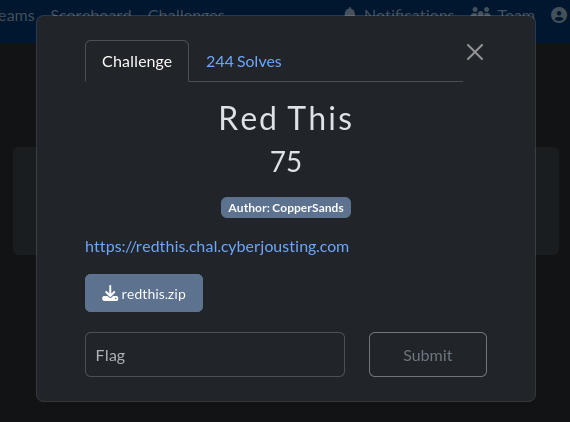 eams Scoreboard Challenges Notifications Team
Challenge 244 Solves
Red This
75
Author: CopperSands
https://redthis.chal.cyberjousting.com
redthis.zip
Flag Submit